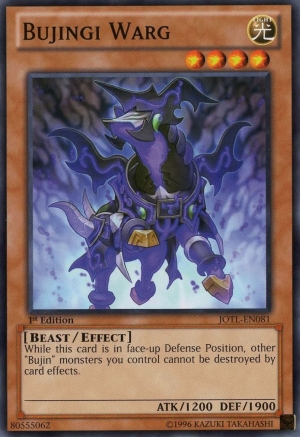 Bujingi Warg
LIGHT
光
1st Edition
JOTL-EN081
[Beast/Effect]
While this card is in face-up Defense Position, other
"Bujin" monsters you control cannot be destroyed by
card effects.
ATK/1200 DEF/1900
80555062
©1996 KAZUKI TAKAHASHI